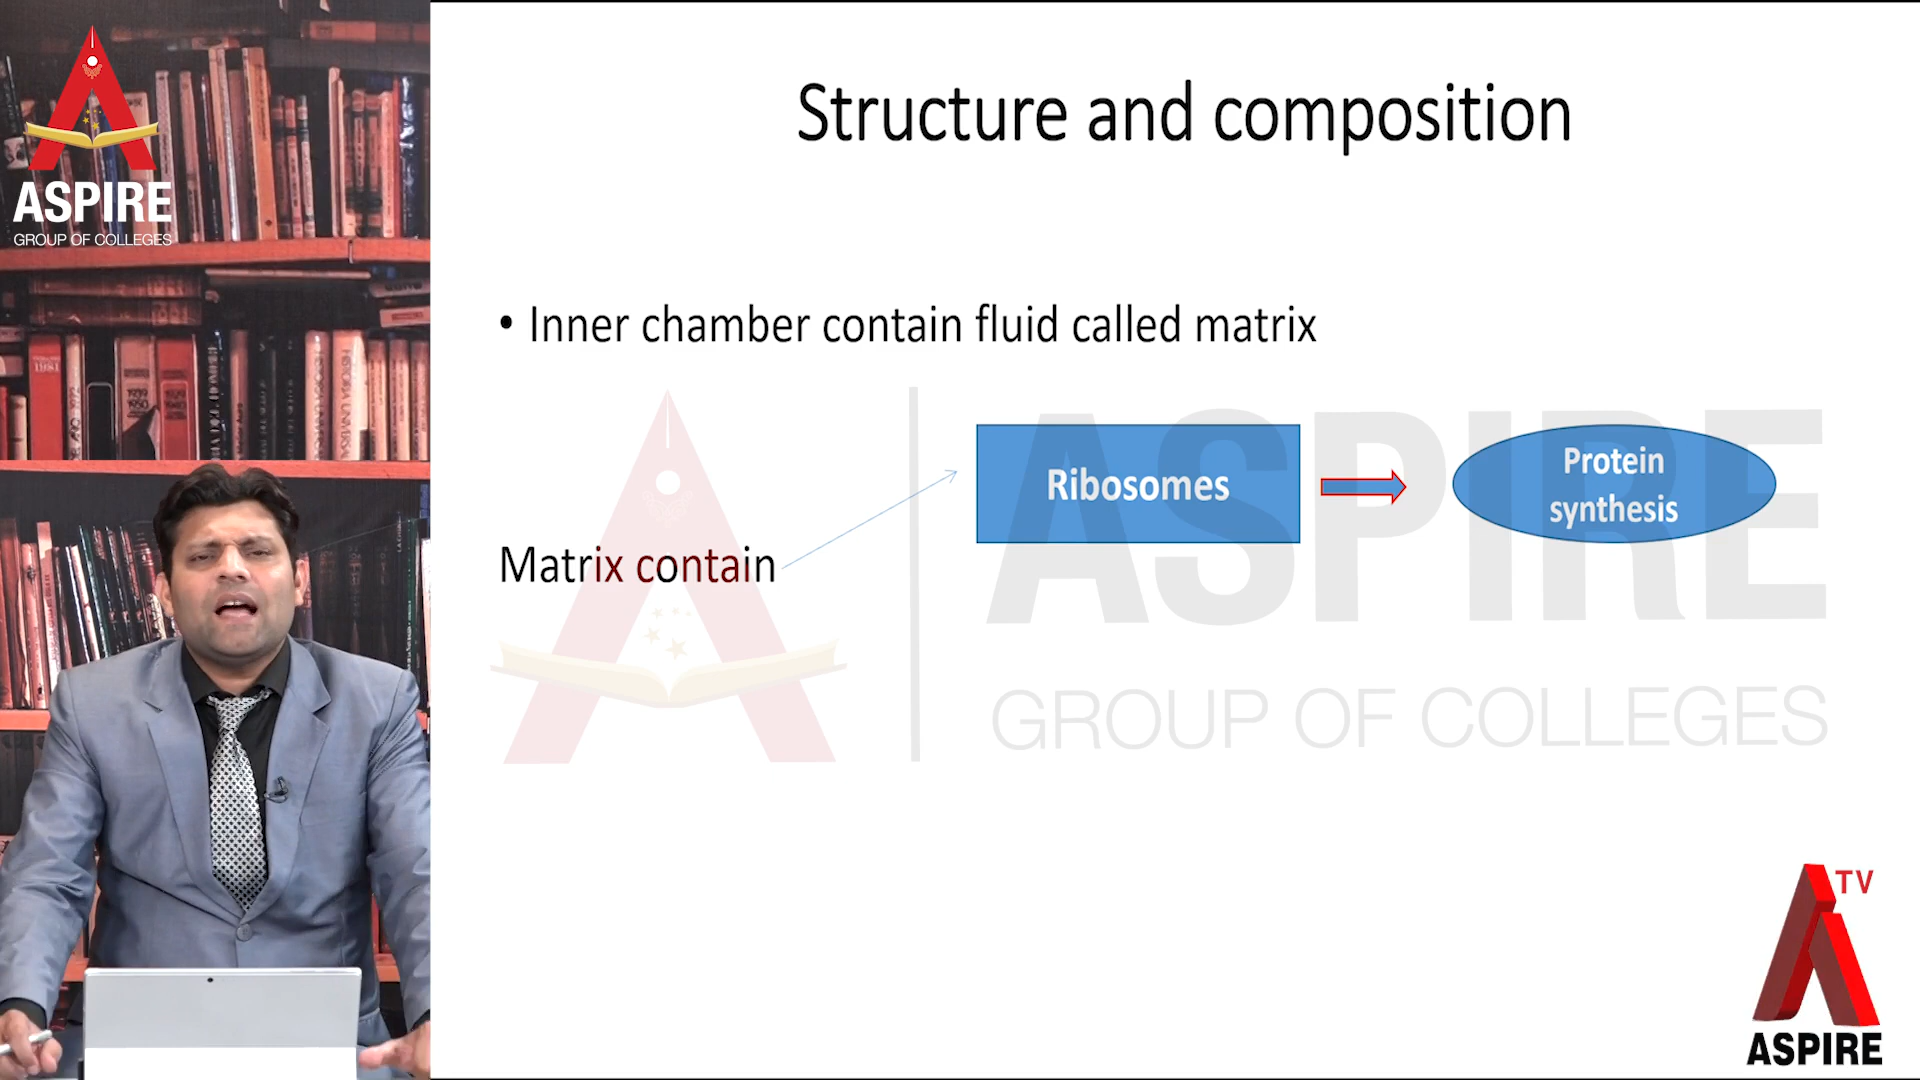 ASPIRE
GROUP OF COLLEGES
Structure and composition
• Inner chamber contain fluid called matrix
Ribosomes
Protein
synthesis
Matrix contain
ASPIRE
GROUP OF COLLEGES
TV
ASPIRE